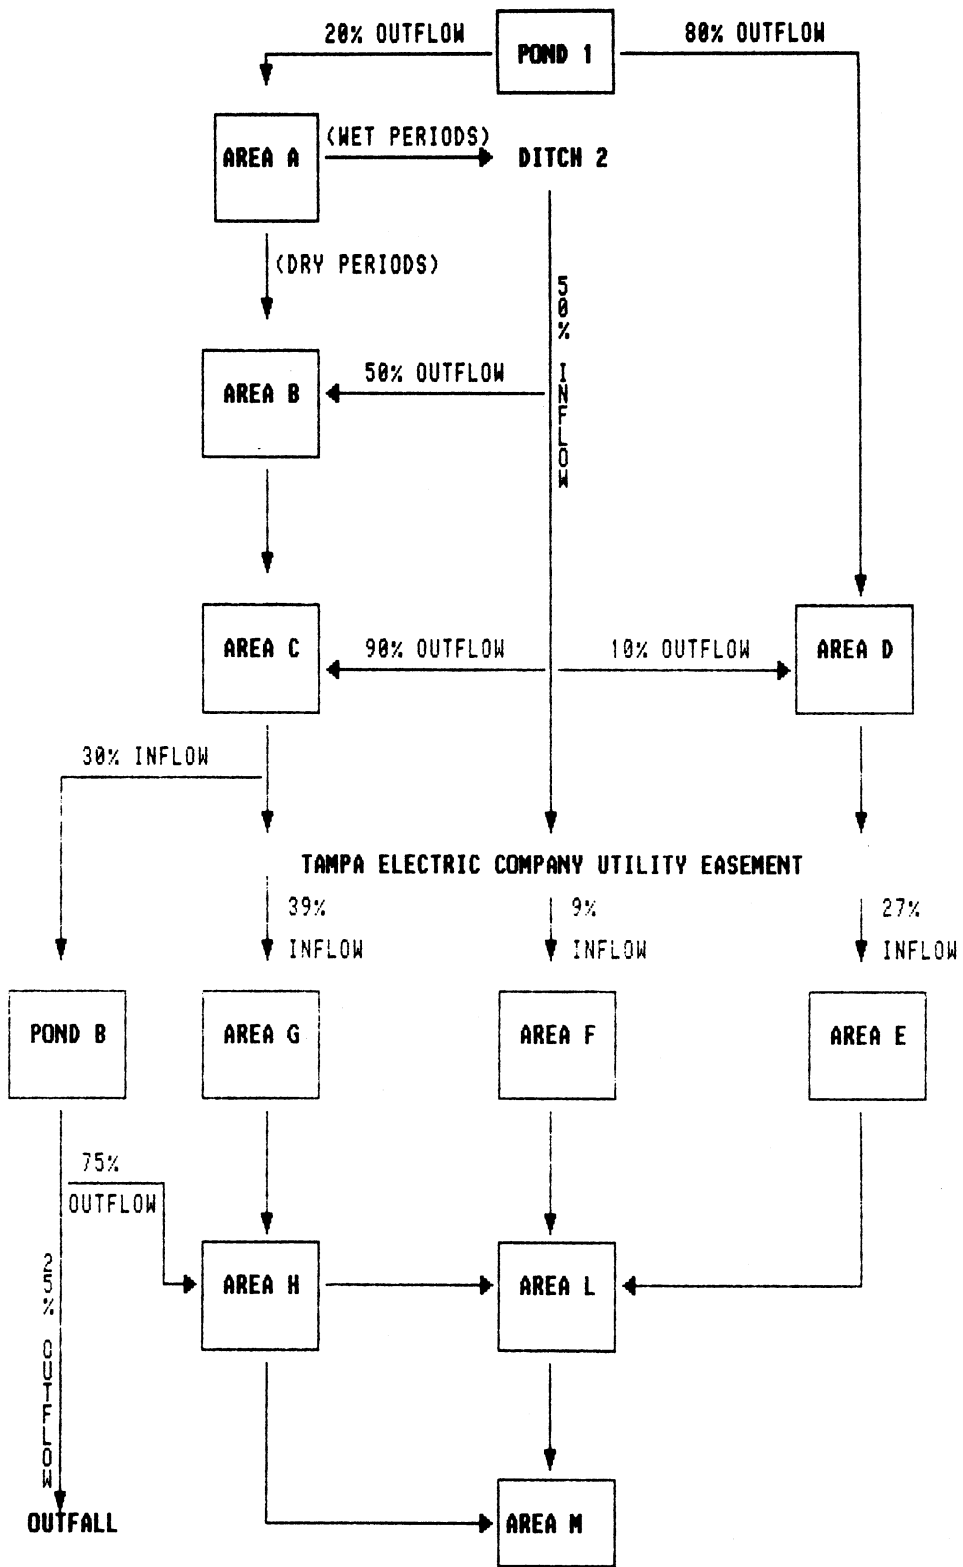 20% OUTFLOW
POND 1
80% OUTFLOW
AREA A
(WET PERIODS)
DITCH 2
(DRY PERIODS)
50% INFLOW
AREA B
50% OUTFLOW
AREA C
90% OUTFLOW
10% OUTFLOW
AREA D
30% INFLOW
TAMPA ELECTRIC COMPANY UTILITY EASEMENT
39%
INFLOW
9%
INFLOW
27%
INFLOW
POND B
AREA G
AREA F
AREA E
75%
OUTFLOW
25% OUTFLOW
AREA H
AREA L
OUTFALL
AREA M